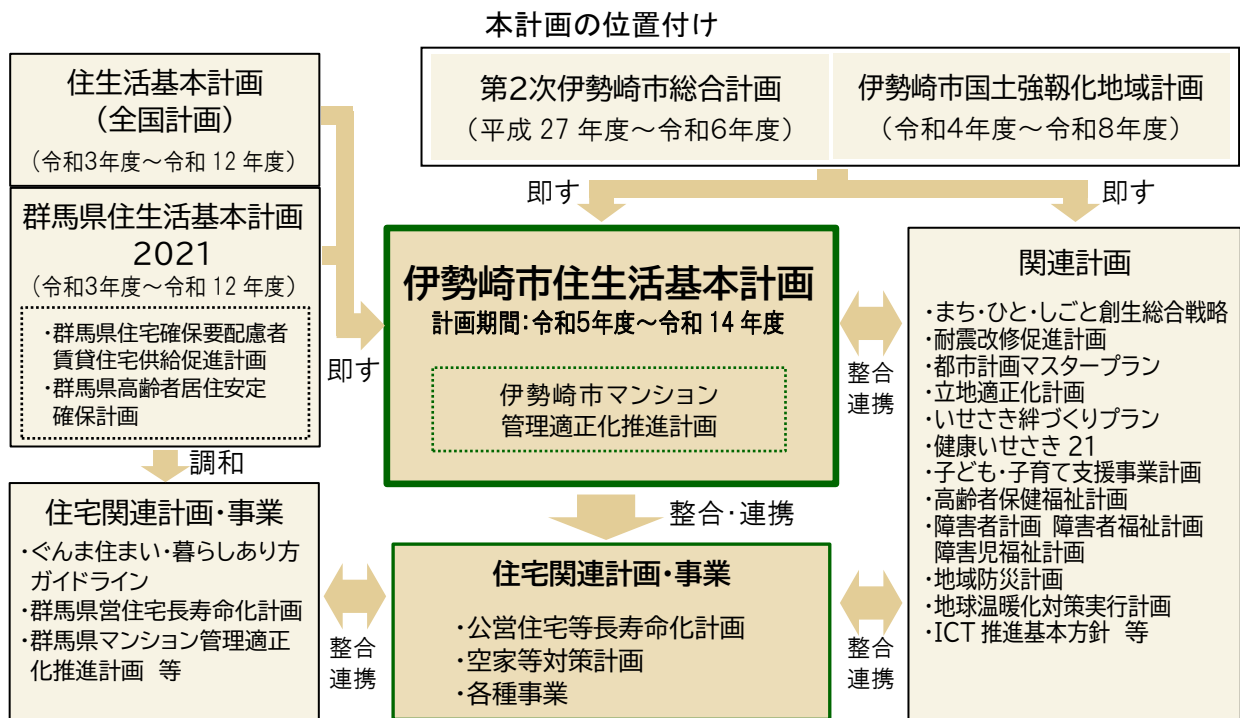 本計画の位置付け
住生活基本計画
（全国計画）
（令和3年度～令和 12 年度）
群馬県住生活基本計画
2021
（令和3年度～令和 12 年度）
・群馬県住宅確保要配慮者
賃貸住宅供給促進計画
・群馬県高齢者居住安定
確保計画
調和
住宅関連計画・事業
・ぐんま住まい・暮らしあり方
ガイドライン
・群馬県営住宅長寿命化計画
・群馬県マンション管理適正
化推進計画 等
第2次伊勢崎市総合計画
（平成 27 年度～令和6年度）
伊勢崎市国土強靱化地域計画
（令和4年度～令和8年度）
即す
即す
即す
伊勢崎市住生活基本計画
計画期間：令和5年度～令和 14 年度
伊勢崎市マンション
管理適正化推進計画
整合・連携
住宅関連計画・事業
・公営住宅等長寿命化計画
・空家等対策計画
・各種事業
整合
連携
整合
連携
整合
連携
関連計画
・まち・ひと・しごと創生総合戦略
・耐震改修促進計画
・都市計画マスタープラン
・立地適正化計画
・いせさき絆づくりプラン
・健康いせさき 21
・子ども・子育て支援事業計画
・高齢者保健福祉計画
・障害者計画 障害者福祉計画
障害児福祉計画
・地域防災計画
・地球温暖化対策実行計画
・ICT 推進基本方針 等